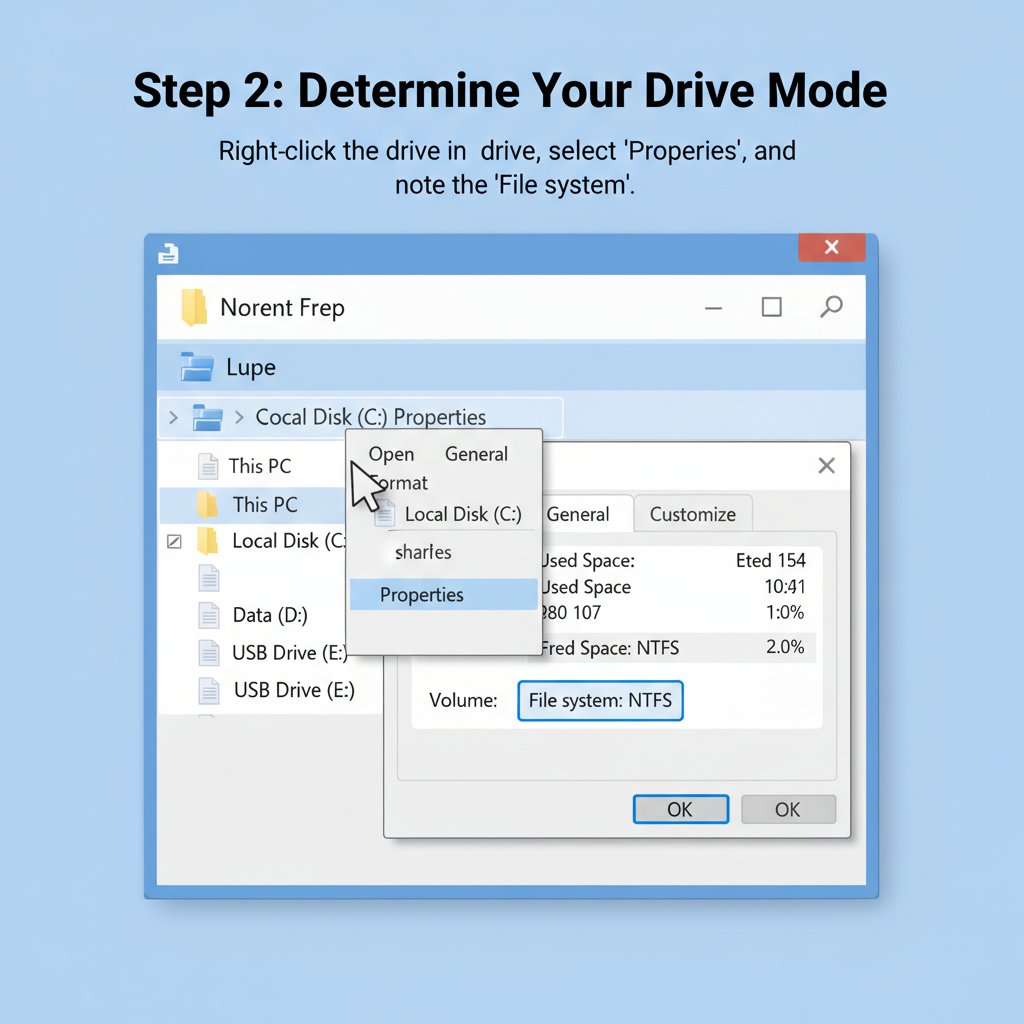 Step 2: Determine Your Drive Mode
Right-click the drive in drive, select 'Properies', and
note the 'File system'.
Norent Frep
Lupe
Cocal Disk (C:) Properties
This PC
This PC
Local Disk (C:
Data (D:)
USB Drive (E:)
USB Drive (E:)
Open General
Format
Local Disk (C:)
sharles
Properties
General Customize
Used Space: Eted 154
Used Space 10:41
980 107 1:0%
Fred Space: NTFS 2.0%
Volume: File system: NTFS
OK OK